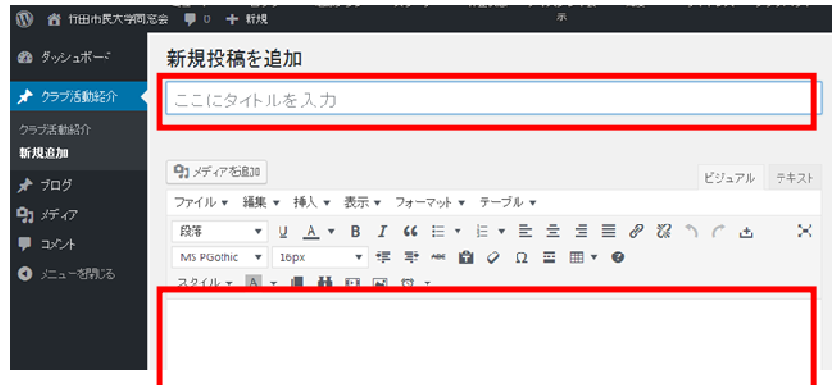 行田市民大学同窓会 0 + 新規
示
ダッシュボード
新規投稿を追加
クラブ活動紹介
ここにタイトルを入力
クラブ活動紹介
新規追加
メディアを追加
ビジュアル テキスト
ブログ
ファイル 編集 挿入 表示 フォーマット テーブル
メディア
段落 U A B I
コメント
MS PGothic 16px ABC Ω
メニューを閉じる
スタイル A